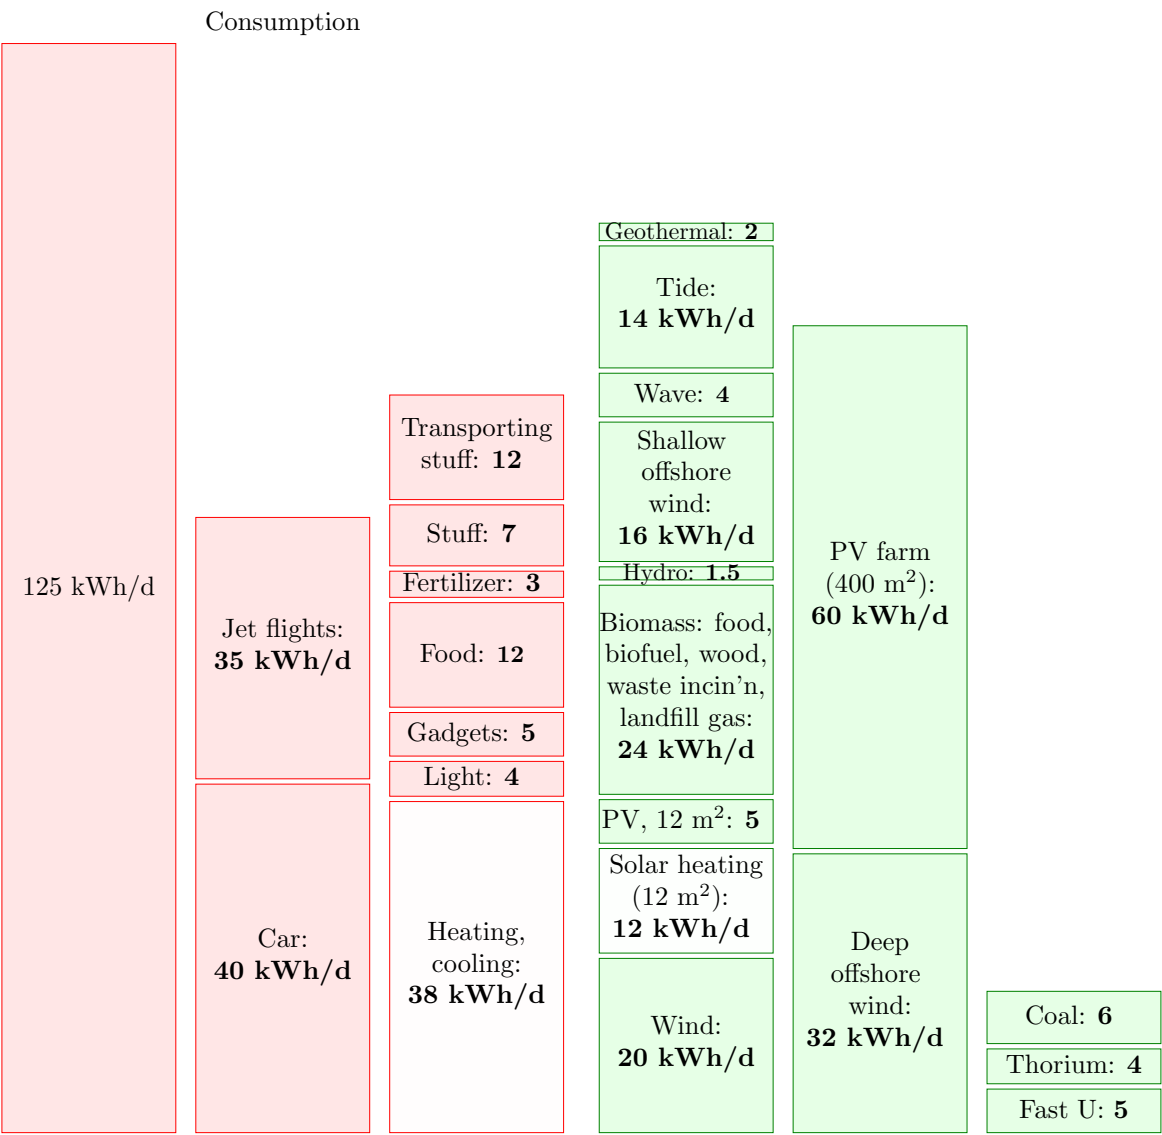 Consumption
125 kWh/d
Jet flights:
35 kWh/d
Car:
40 kWh/d
Transporting
stuff: 12
Stuff: 7
Fertilizer: 3
Food: 12
Gadgets: 5
Light: 4
Heating,
cooling:
38 kWh/d
Geothermal: 2
Tide:
14 kWh/d
Wave: 4
Shallow
offshore
wind:
16 kWh/d
Hydro: 1.5
Biomass: food,
biofuel, wood,
waste incin'n,
landfill gas:
24 kWh/d
PV, 12 m²: 5
Solar heating
(12 m²):
12 kWh/d
Wind:
20 kWh/d
PV farm
(400 m²):
60 kWh/d
Deep
offshore
wind:
32 kWh/d
Coal: 6
Thorium: 4
Fast U: 5